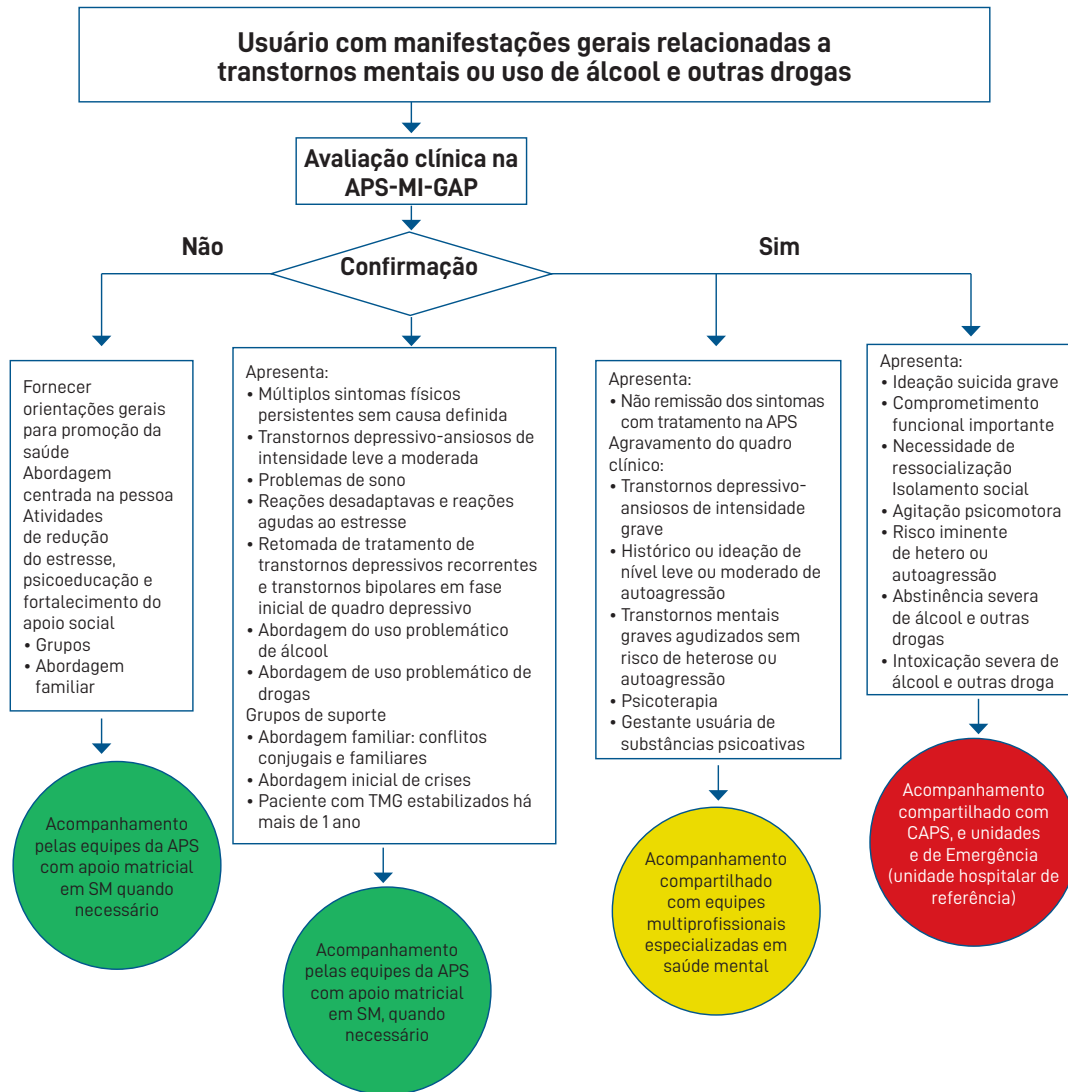 Usuário com manifestações gerais relacionadas a
transtornos mentais ou uso de álcool e outras drogas
Avaliação clínica na
APS-MI-GAP
Não
Confirmação
Sim
Fornecer
orientações gerais
para promoção da
saúde
Abordagem
centrada na pessoa
Atividades
de redução
do estresse,
psicoeducação e
fortalecimento do
apoio social
• Grupos
• Abordagem
familiar
Acompanhamento
pelas equipes da APS
com apoio matricial
em SM quando
necessário
Apresenta:
• Múltiplos sintomas físicos
persistentes sem causa definida
• Transtornos depressivo-ansiosos de
intensidade leve a moderada
• Problemas de sono
• Reações desadaptavas e reações
agudas ao estresse
• Retomada de tratamento de
transtornos depressivos recorrentes
e transtornos bipolares em fase
inicial de quadro depressivo
• Abordagem do uso problemático
de álcool
• Abordagem de uso problemático de
drogas
Grupos de suporte
• Abordagem familiar: conflitos
conjugais e familiares
• Abordagem inicial de crises
• Paciente com TMG estabilizados há
mais de 1 ano
Acompanhamento
pelas equipes da APS
com apoio matricial
em SM, quando
necessário
Apresenta:
• Não remissão dos sintomas
com tratamento na APS
Agravamento do quadro
clínico:
• Transtornos depressivo-
ansiosos de intensidade
grave
• Histórico ou ideação de
nível leve ou moderado de
autoagressão
• Transtornos mentais
graves agudizados sem
risco de heterose ou
autoagressão
• Psicoterapia
• Gestante usuária de
substâncias psicoativas
Acompanhamento
compartilhado
com equipes
multiprofissionais
especializadas em
saúde mental
Apresenta:
• Ideação suicida grave
• Comprometimento
funcional importante
• Necessidade de
ressocialização
Isolamento social
• Agitação psicomotora
• Risco iminente
de hetero ou
autoagressão
• Abstinência severa
de álcool e outras
drogas
• Intoxicação severa de
álcool e outras droga
Acompanhamento
compartilhado com
CAPS, e unidades
e de Emergência
(unidade hospitalar de
referência)